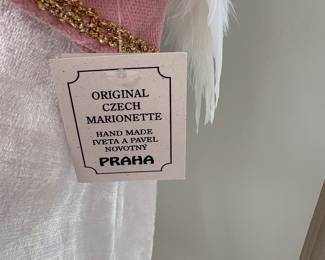 ORIGINAL
CZECH
MARIONETTE
HAND MADE
IVETA A PAVEL
NOVOTNÝ
PRAHA